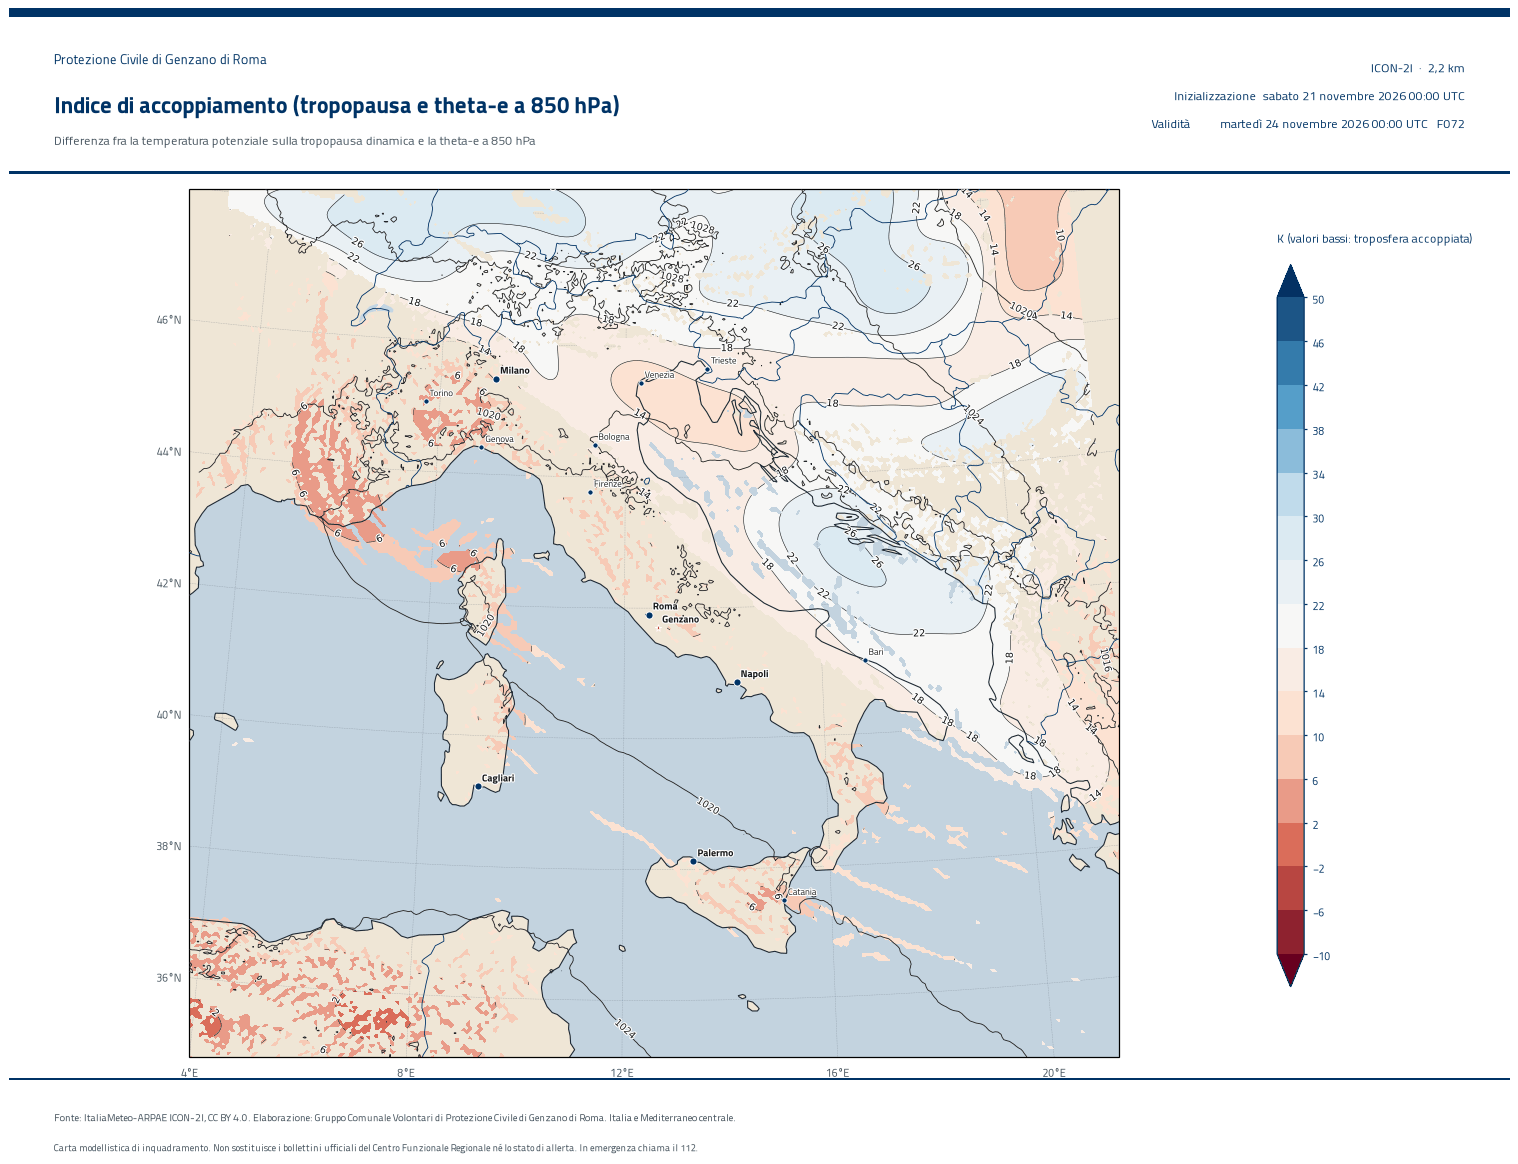 Protezione Civile di Genzano di Roma
Indice di accoppiamento (tropopausa e theta-e a 850 hPa)
Differenza fra la temperatura potenziale sulla tropopausa dinamica e la theta-e a 850 hPa
ICON-2I · 2,2 km
Inizializzazione sabato 21 novembre 2026 00:00 UTC
Validità martedì 24 novembre 2026 00:00 UTC F072
K (valori bassi: troposfera accoppiata)
50
46
42
38
34
30
26
22
18
14
10
6
2
−2
−6
−10
46°N
44°N
42°N
40°N
38°N
36°N
4°E
8°E
12°E
16°E
20°E
Milano
Torino
Genova
Venezia
Trieste
Bologna
Firenze
Roma
Genzano
Napoli
Bari
Cagliari
Palermo
Catania
Fonte: ItaliaMeteo-ARPAE ICON-2I, CC BY 4.0. Elaborazione: Gruppo Comunale Volontari di Protezione Civile di Genzano di Roma. Italia e Mediterraneo centrale.
Carta modellistica di inquadramento. Non sostituisce i bollettini ufficiali del Centro Funzionale Regionale né lo stato di allerta. In emergenza chiama il 112.